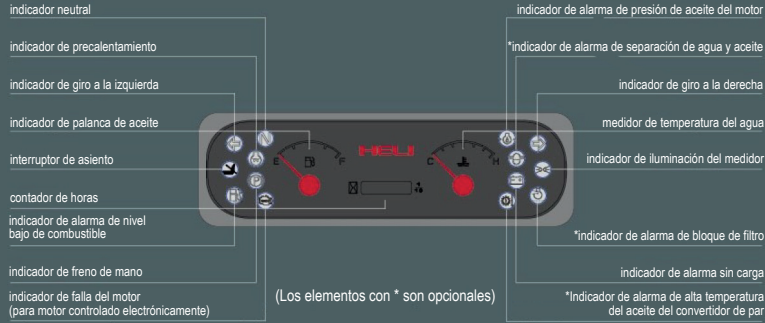 indicador neutral
indicador de precalentamiento
indicador de giro a la izquierda
indicador de palanca de aceite
interruptor de asiento
contador de horas
indicador de alarma de nivel
bajo de combustible
indicador de freno de mano
indicador de falla del motor
(para motor controlado electrónicamente)
indicador de alarma de presión de aceite del motor
*indicador de alarma de separación de agua y aceite
indicador de giro a la derecha
medidor de temperatura del agua
indicador de iluminación del medidor
*indicador de alarma de bloque de filtro
indicador de alarma sin carga
*Indicador de alarma de alta temperatura
del aceite del convertidor de par
N
P
E F
HELI
C H
(Los elementos con * son opcionales)